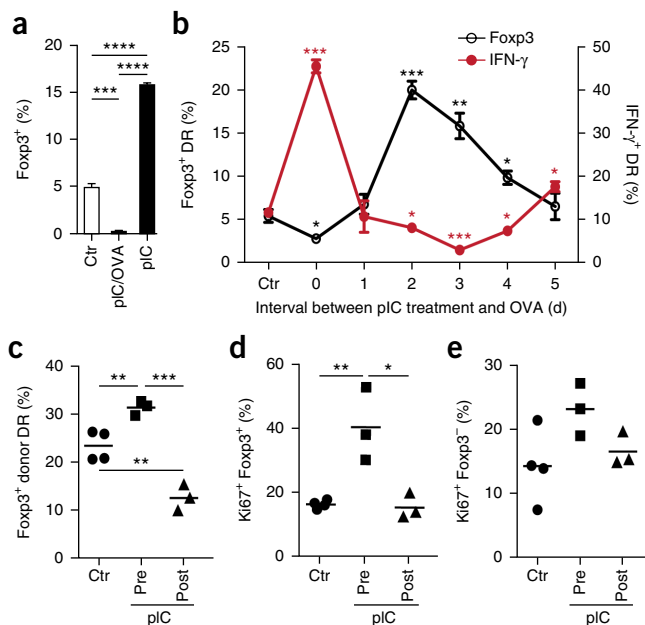 a
Foxp3⁺ (%)
20
15
10
5
0
****
****
***
Ctr
pIC/OVA
pIC
b
Foxp3
IFN-γ
Foxp3⁺ DR (%)
25
20
15
10
5
0
***
*
***
*
**
***
*
*
*
50
40
30
20
10
0
IFN-γ⁺ DR (%)
Ctr 0 1 2 3 4 5
Interval between pIC treatment and OVA (d)
c
Foxp3⁺ donor DR (%)
40
30
20
10
0
** ***
**
Ctr Pre Post
pIC
d
Ki67⁺ Foxp3⁺ (%)
60
40
20
0
** *
Ctr Pre Post
pIC
e
Ki67⁺ Foxp3⁻ (%)
30
20
10
0
Ctr Pre Post
pIC